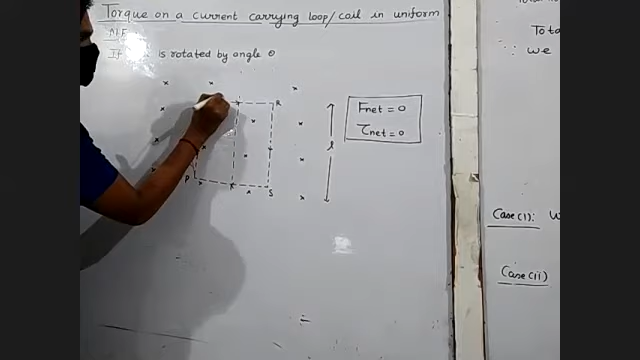 Torque on a current carrying loop/coil in uniform
M.F
If is rotated by angle θ
R
P
S
l
Fnet = 0
τnet = 0
Tota
we
Case(i): W
Case(ii)